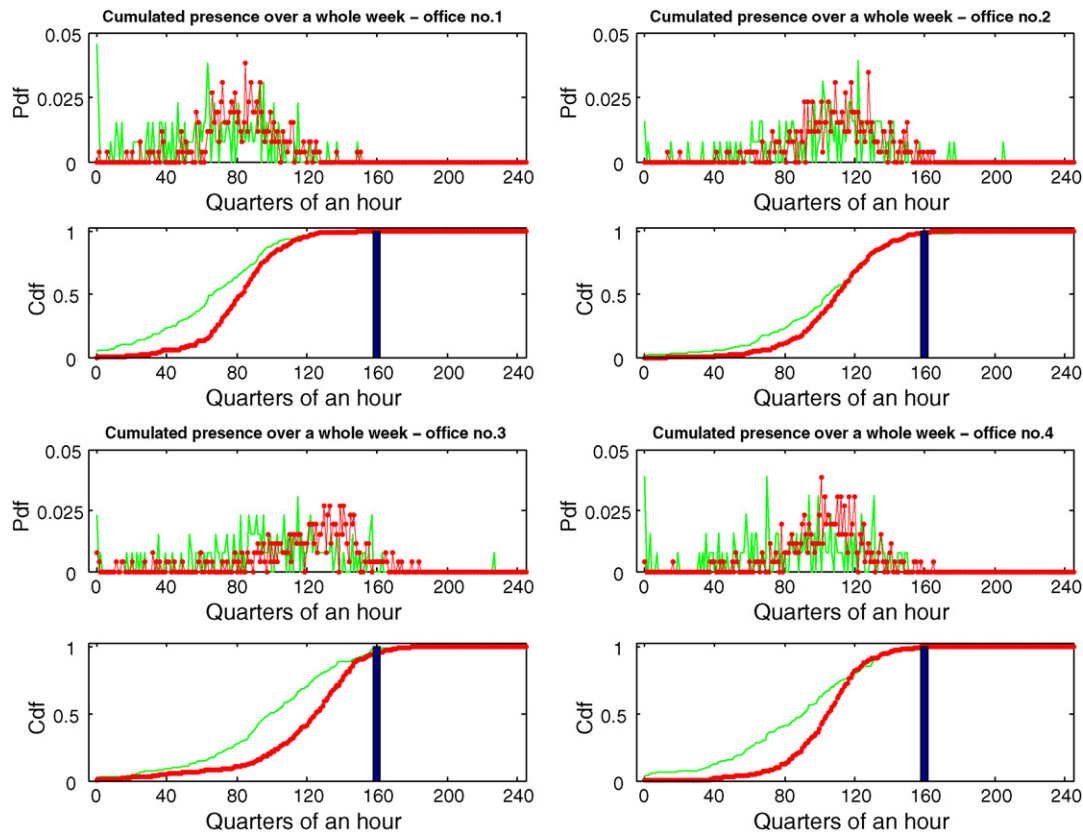 Cumulated presence over a whole week – office no.1
0.05
0.025
0
Pdf
0 40 80 120 160 200 240
Quarters of an hour
1
0.5
0
Cdf
0 40 80 120 160 200 240
Quarters of an hour
Cumulated presence over a whole week – office no.2
0.05
0.025
0
Pdf
0 40 80 120 160 200 240
Quarters of an hour
1
0.5
0
Cdf
0 40 80 120 160 200 240
Quarters of an hour
Cumulated presence over a whole week – office no.3
0.05
0.025
0
Pdf
0 40 80 120 160 200 240
Quarters of an hour
1
0.5
0
Cdf
0 40 80 120 160 200 240
Quarters of an hour
Cumulated presence over a whole week – office no.4
0.05
0.025
0
Pdf
0 40 80 120 160 200 240
Quarters of an hour
1
0.5
0
Cdf
0 40 80 120 160 200 240
Quarters of an hour